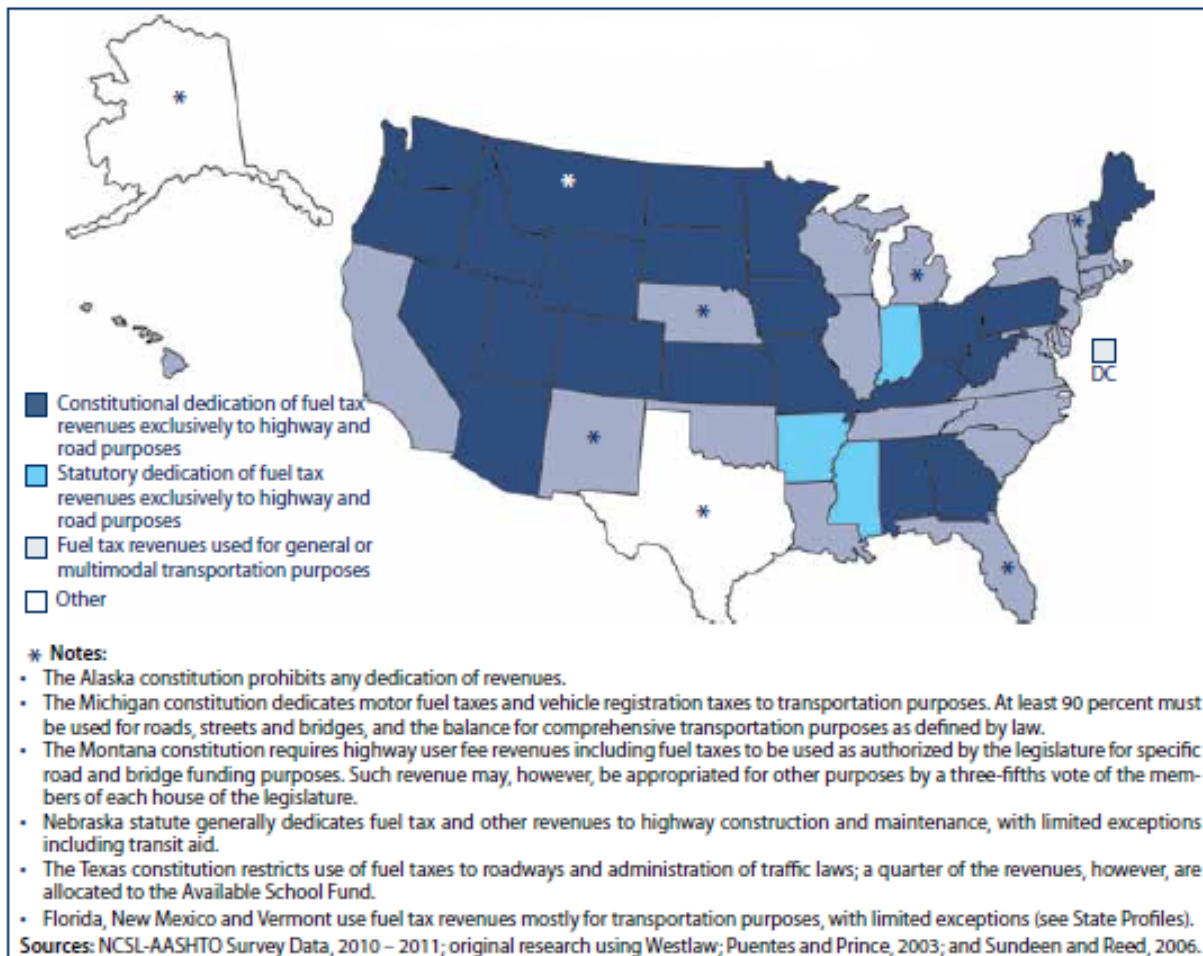 *
*
*
*
*
*
*
*
DC
Constitutional dedication of fuel tax
revenues exclusively to highway and
road purposes
Statutory dedication of fuel tax
revenues exclusively to highway and
road purposes
Fuel tax revenues used for general or
multimodal transportation purposes
Other
* Notes:
• The Alaska constitution prohibits any dedication of revenues.
• The Michigan constitution dedicates motor fuel taxes and vehicle registration taxes to transportation purposes. At least 90 percent must
be used for roads, streets and bridges, and the balance for comprehensive transportation purposes as defined by law.
• The Montana constitution requires highway user fee revenues including fuel taxes to be used as authorized by the legislature for specific
road and bridge funding purposes. Such revenue may, however, be appropriated for other purposes by a three-fifths vote of the mem-
bers of each house of the legislature.
• Nebraska statute generally dedicates fuel tax and other revenues to highway construction and maintenance, with limited exceptions
including transit aid.
• The Texas constitution restricts use of fuel taxes to roadways and administration of traffic laws; a quarter of the revenues, however, are
allocated to the Available School Fund.
• Florida, New Mexico and Vermont use fuel tax revenues mostly for transportation purposes, with limited exceptions (see State Profiles).
Sources: NCSL-AASHTO Survey Data, 2010 – 2011; original research using Westlaw; Puentes and Prince, 2003; and Sundeen and Reed, 2006.